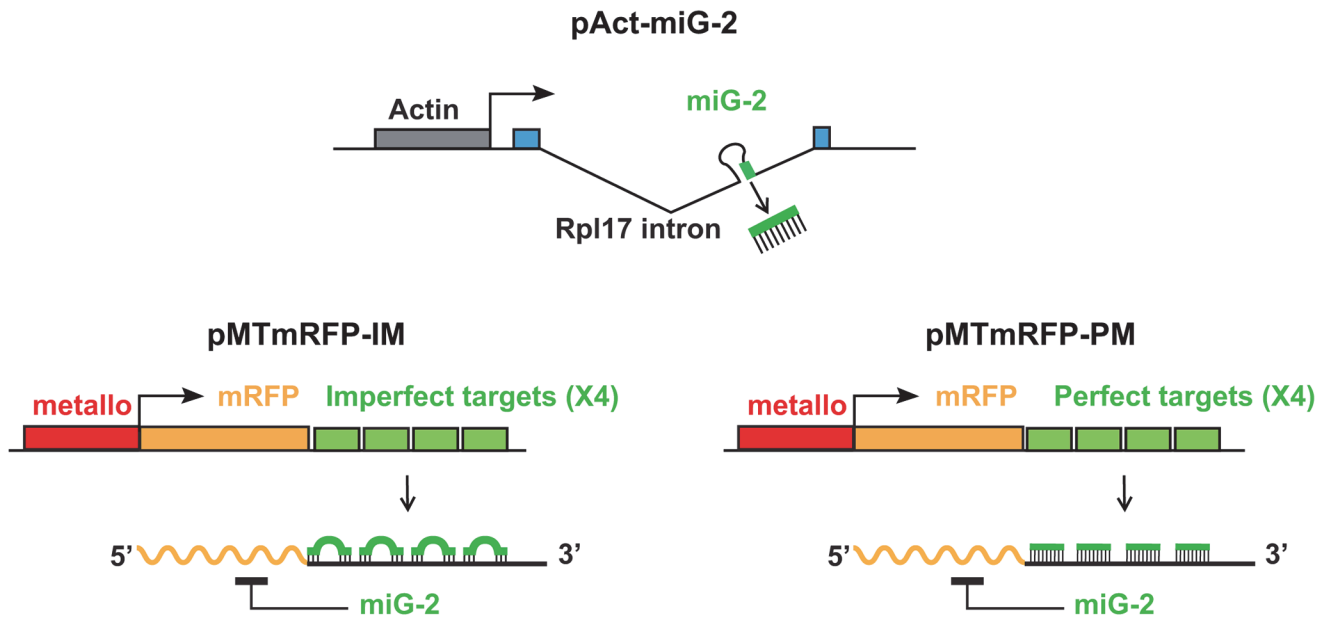 pAct-miG-2
Actin
miG-2
Rpl17 intron
pMTmRFP-IM
metallo mRFP Imperfect targets (X4)
5’ 3’
miG-2
pMTmRFP-PM
metallo mRFP Perfect targets (X4)
5’ 3’
miG-2